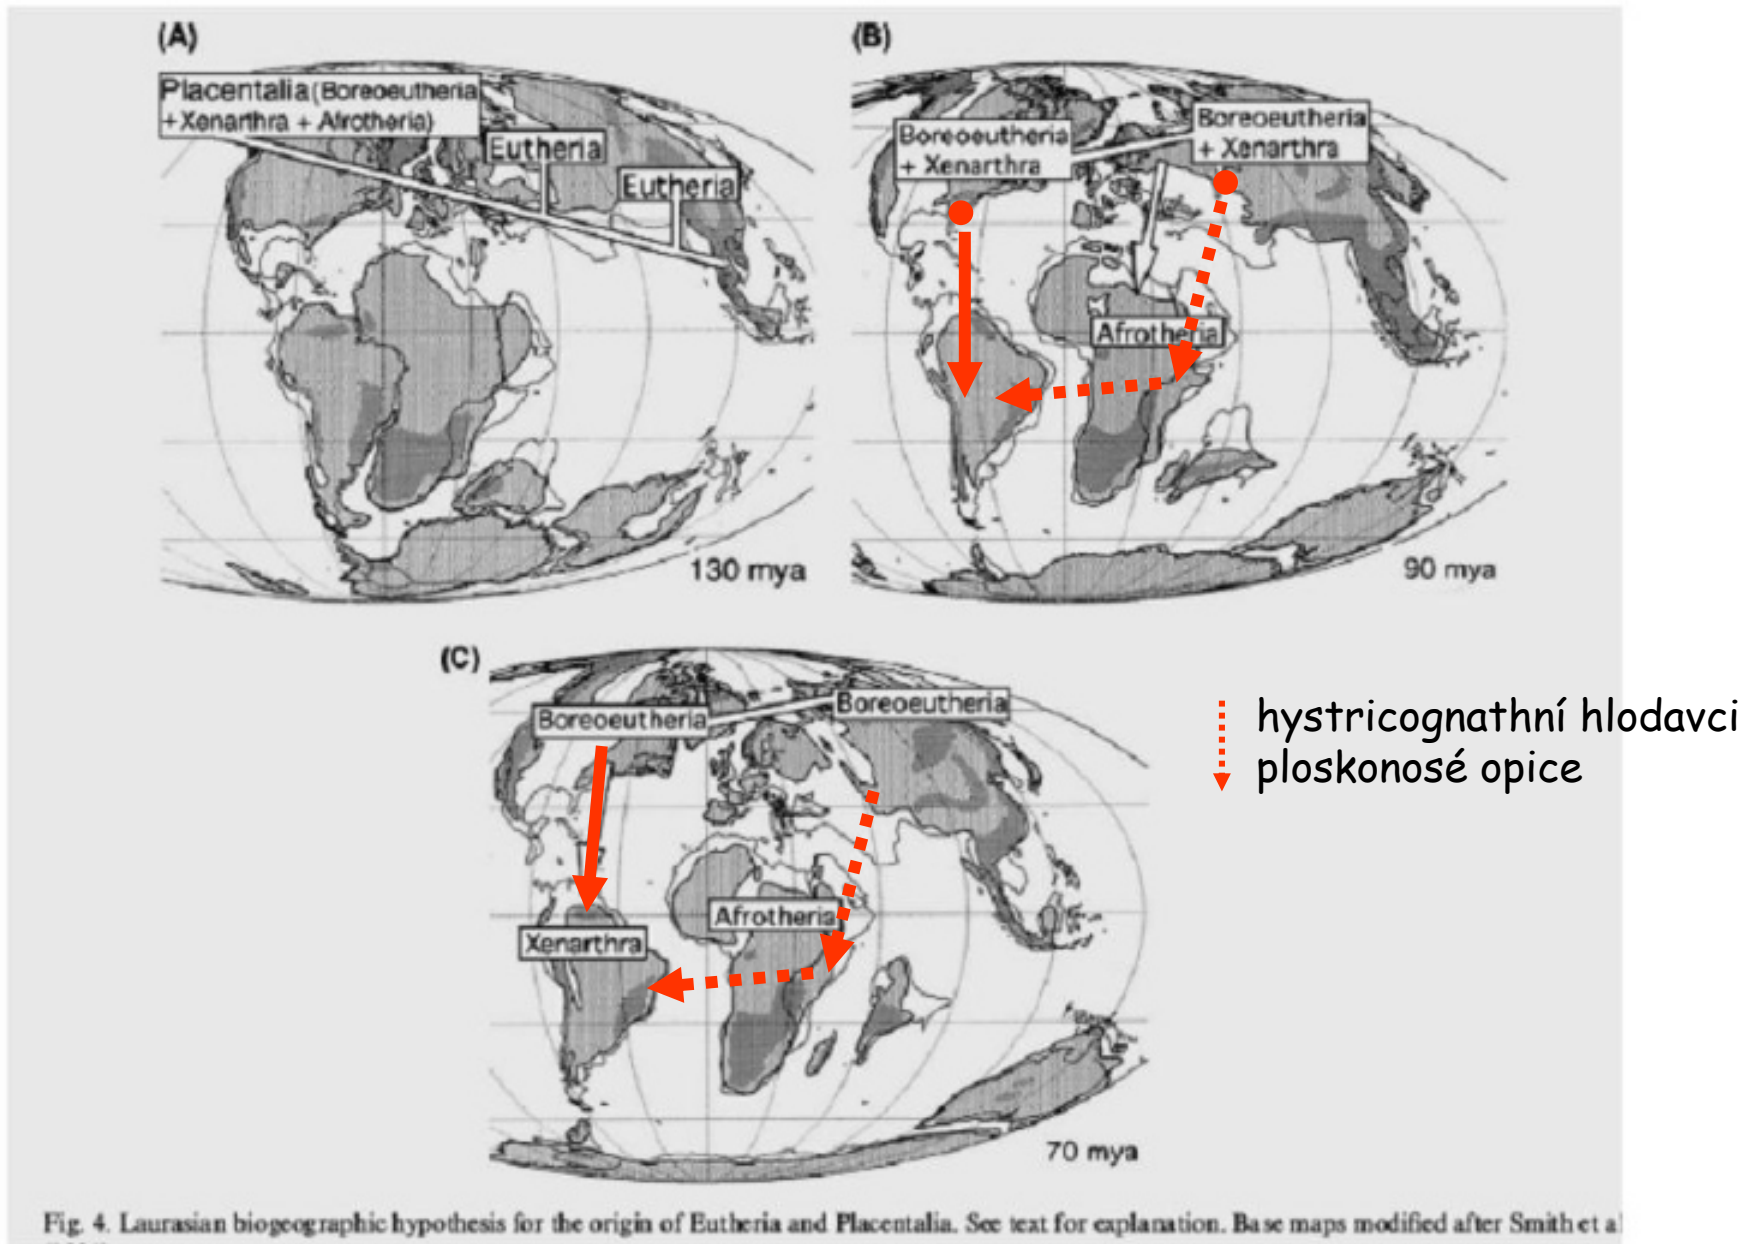 (A)
Placentalia (Boreoeutheria
+Xenarthra + Afrotheria)
Eutheria
Eutheria
130 mya
(B)
Boreoeutheria
+ Xenarthra
Boreoeutheria
+ Xenarthra
Afrotheria
90 mya
(C)
Boreoeutheria
Boreoeutheria
Afrotheria
Xenarthra
70 mya
hystricognathní hlodavci
ploskonosé opice
Fig. 4. Laurasian biogeographic hypothesis for the origin of Eutheria and Placentalia. See text for explanation. Base maps modified after Smith et al